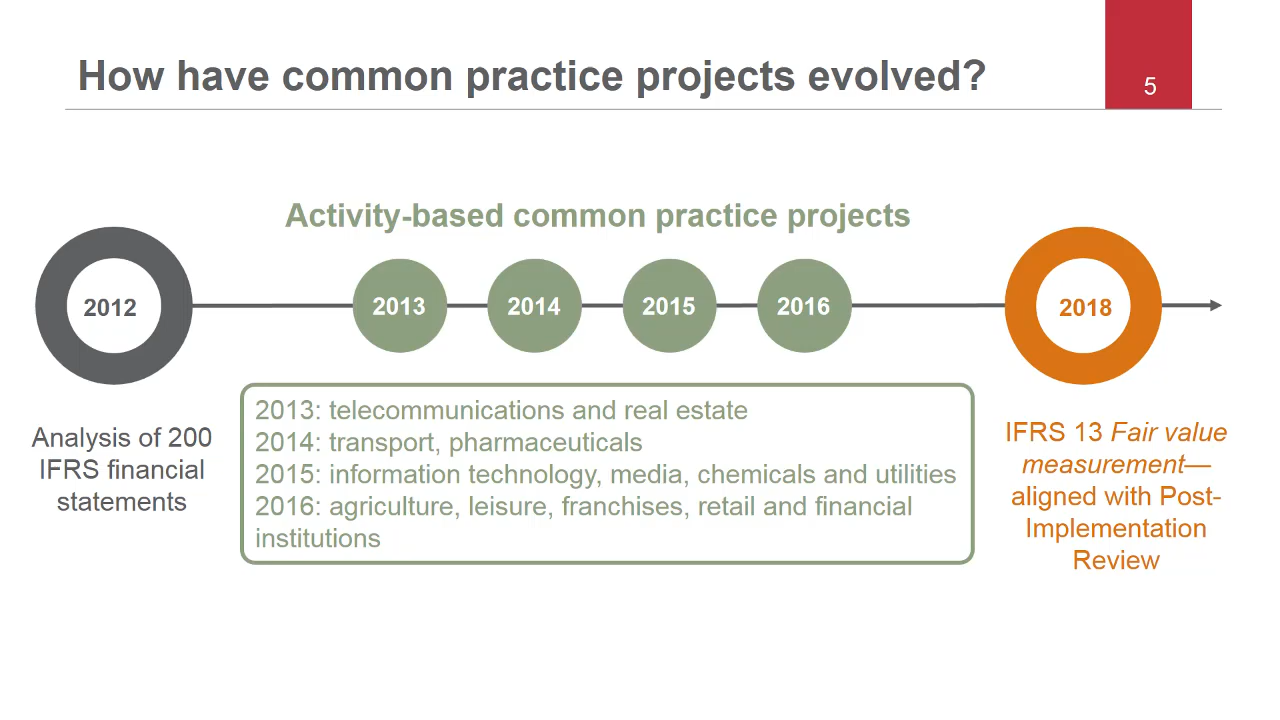 How have common practice projects evolved?
5
Activity-based common practice projects
2012
2013
2014
2015
2016
2018
Analysis of 200
IFRS financial
statements
2013: telecommunications and real estate
2014: transport, pharmaceuticals
2015: information technology, media, chemicals and utilities
2016: agriculture, leisure, franchises, retail and financial
institutions
IFRS 13 Fair value
measurement—
aligned with Post-
Implementation
Review